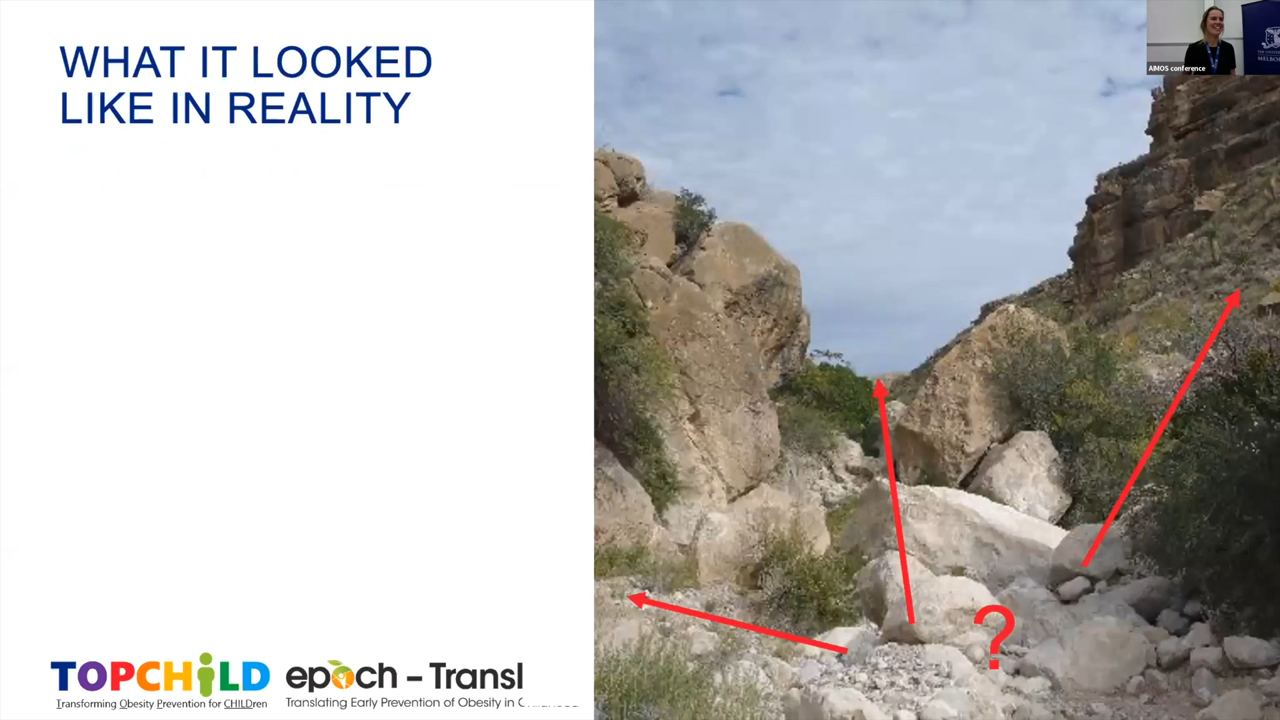 WHAT IT LOOKED
LIKE IN REALITY
AIMOS conference
?
TOPCHILD
Transforming Obesity Prevention for CHILDren
epoch – Transl
Translating Early Prevention of Obesity in